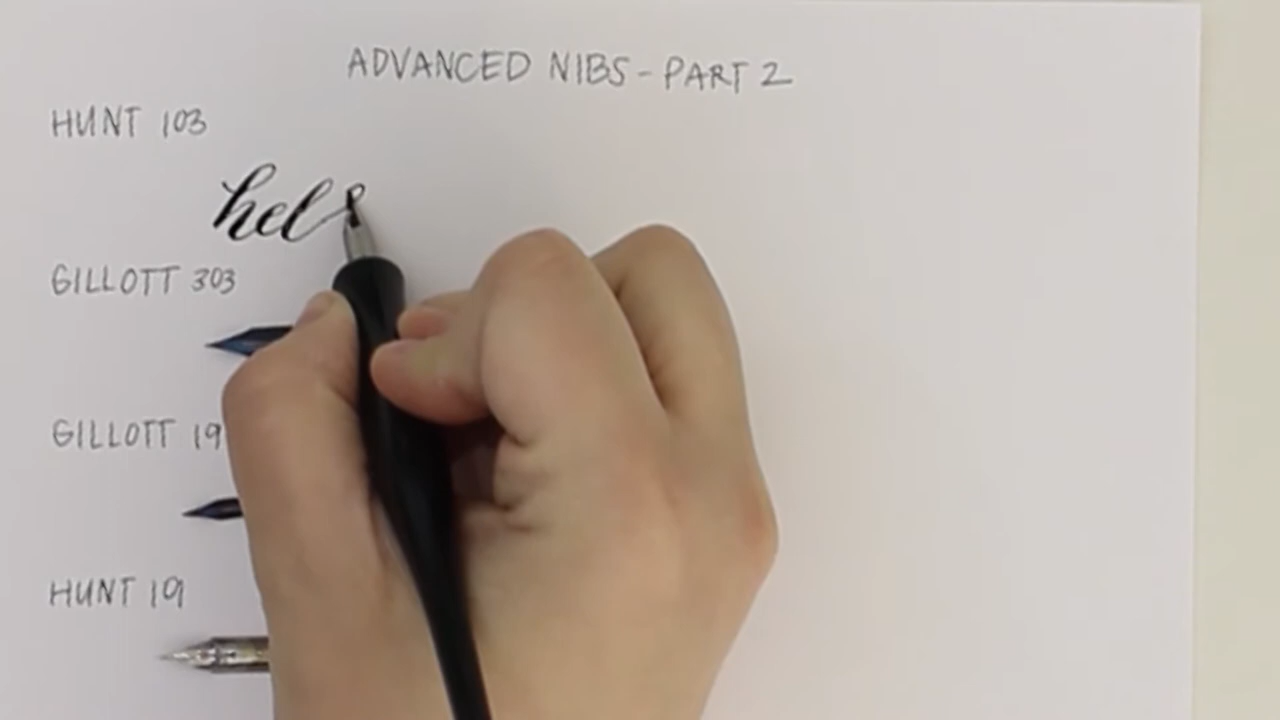 ADVANCED NIBS - PART 2
HUNT 103
hel
GILLOTT 303
GILLOTT 19
HUNT 19